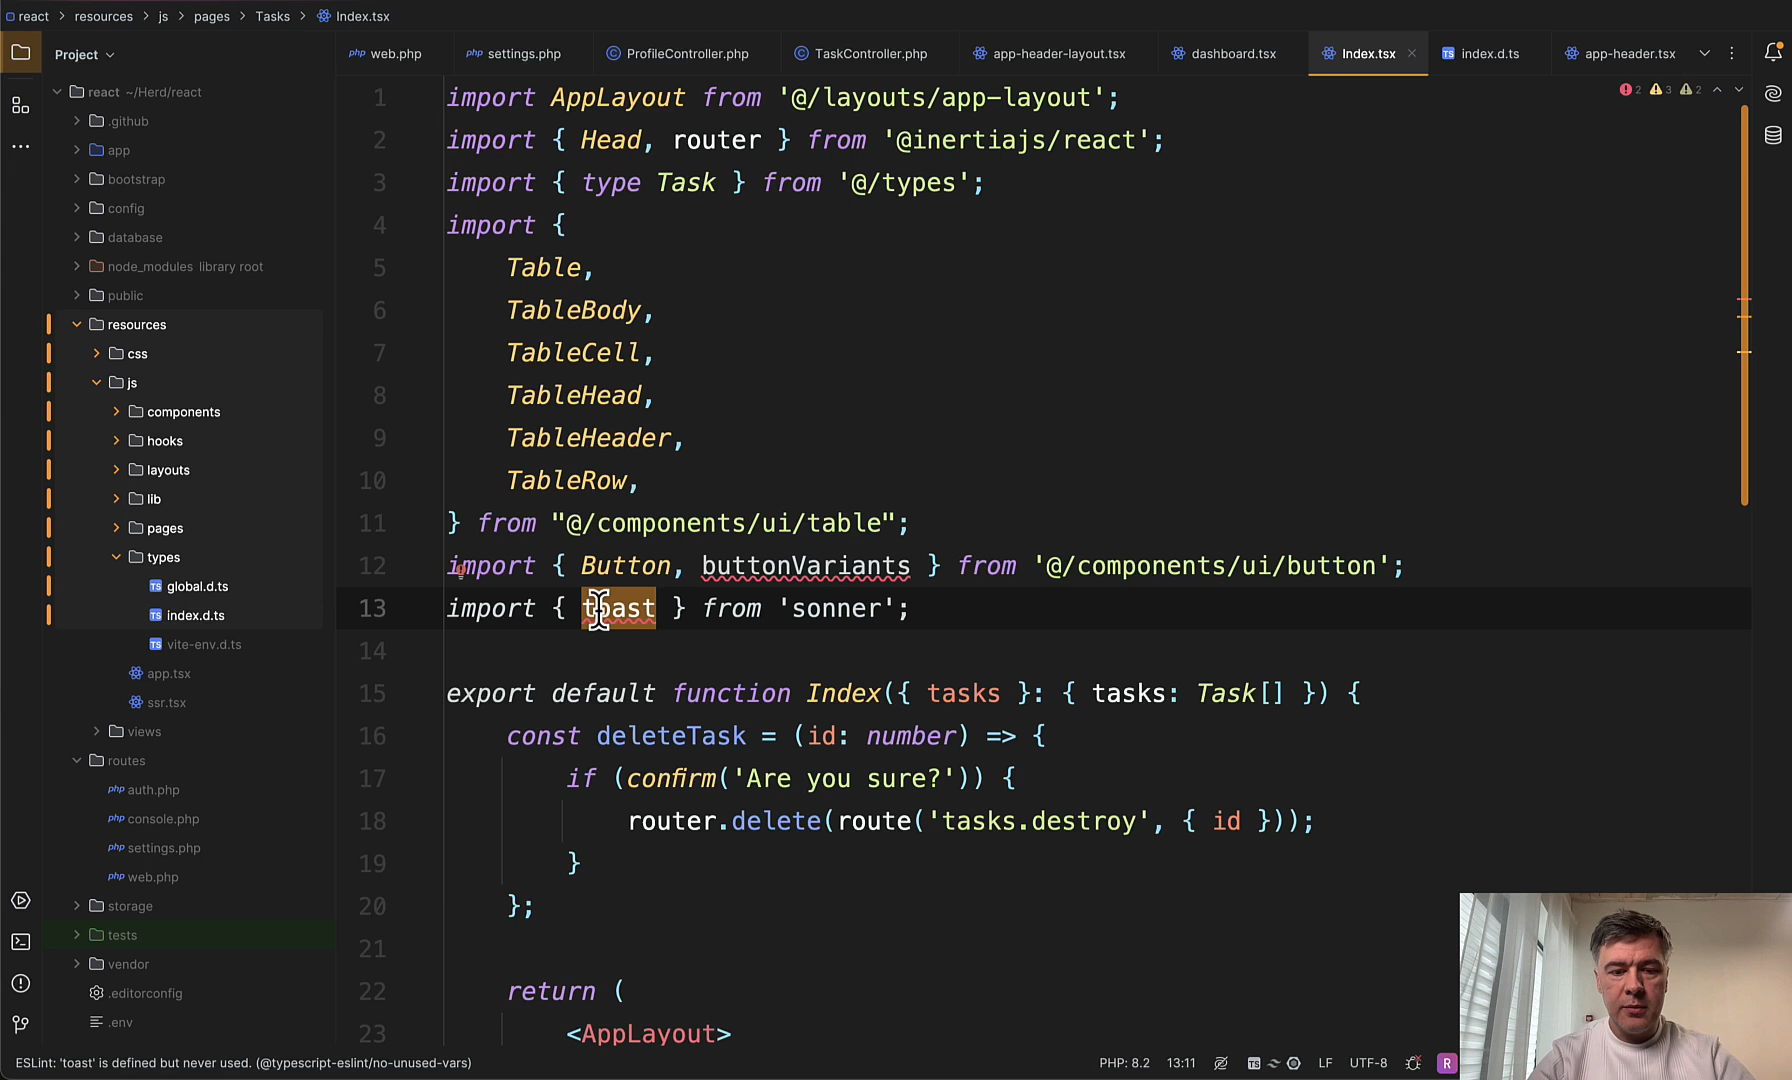 react > resources > js > pages > Tasks > Index.tsx
Project
web.php
settings.php
ProfileController.php
TaskController.php
app-header-layout.tsx
dashboard.tsx
Index.tsx
index.d.ts
app-header.tsx
2 3 2
react ~/Herd/react
.github
app
bootstrap
config
database
node_modules library root
public
resources
css
js
components
hooks
layouts
lib
pages
types
global.d.ts
index.d.ts
vite-env.d.ts
app.tsx
ssr.tsx
views
routes
auth.php
console.php
settings.php
web.php
storage
tests
vendor
.editorconfig
.env
1 import AppLayout from '@/layouts/app-layout';
2 import { Head, router } from '@inertiajs/react';
3 import { type Task } from '@/types';
4 import {
5 Table,
6 TableBody,
7 TableCell,
8 TableHead,
9 TableHeader,
10 TableRow,
11 } from "@/components/ui/table";
12 import { Button, buttonVariants } from '@/components/ui/button';
13 import { toast } from 'sonner';
14
15 export default function Index({ tasks }: { tasks: Task[] }) {
16 const deleteTask = (id: number) => {
17 if (confirm('Are you sure?')) {
18 router.delete(route('tasks.destroy', { id }));
19 }
20 };
21
22 return (
23 <AppLayout>
ESLint: 'toast' is defined but never used. (@typescript-eslint/no-unused-vars)
PHP: 8.2 13:11 LF UTF-8 R